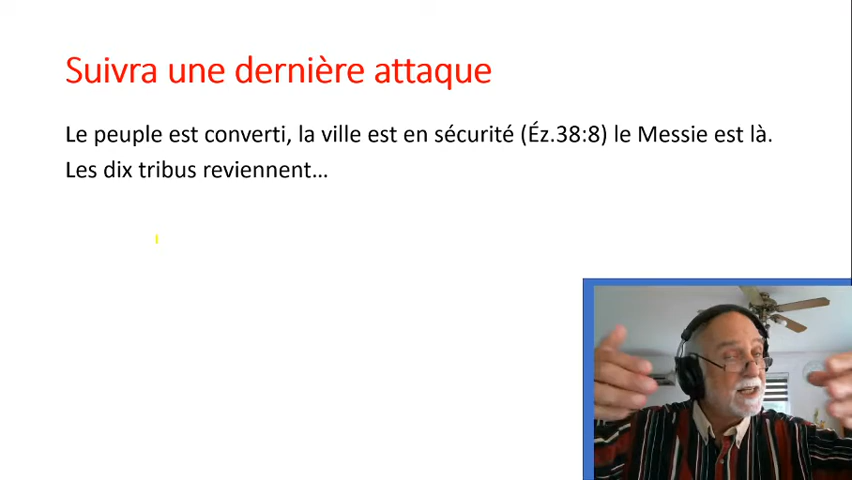 Suivra une dernière attaque
Le peuple est converti, la ville est en sécurité (Éz.38:8) le Messie est là.
Les dix tribus reviennent…